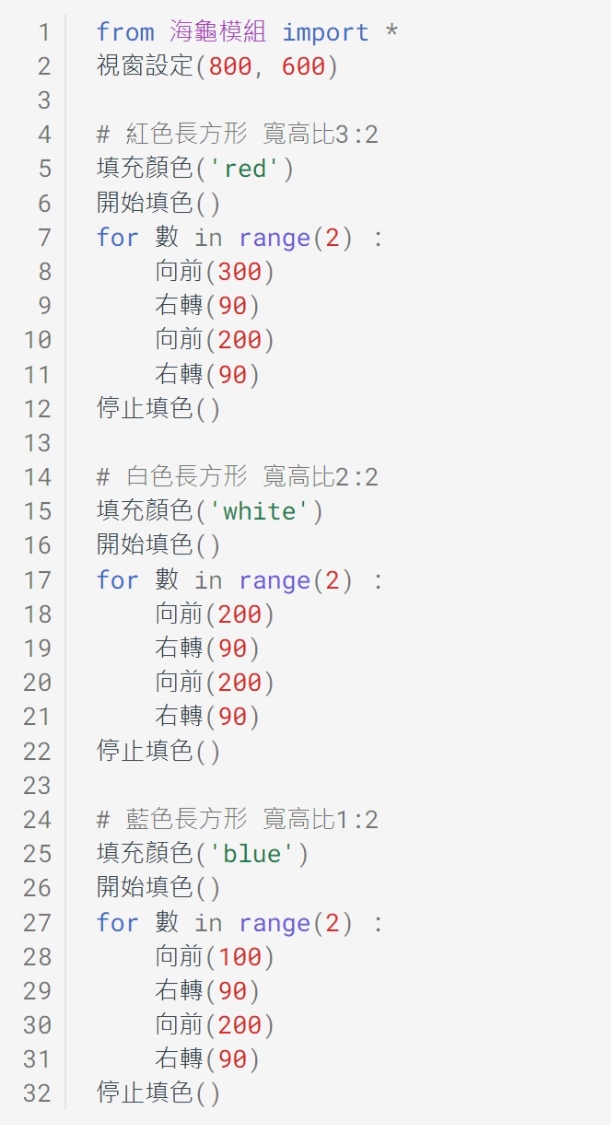 1 from 海龜模組 import *
2 視窗設定(800, 600)
3
4 # 紅色長方形 寬高比3:2
5 填充顏色('red')
6 開始填色()
7 for 數 in range(2) :
8     向前(300)
9     右轉(90)
10     向前(200)
11     右轉(90)
12 停止填色()
13
14 # 白色長方形 寬高比2:2
15 填充顏色('white')
16 開始填色()
17 for 數 in range(2) :
18     向前(200)
19     右轉(90)
20     向前(200)
21     右轉(90)
22 停止填色()
23
24 # 藍色長方形 寬高比1:2
25 填充顏色('blue')
26 開始填色()
27 for 數 in range(2) :
28     向前(100)
29     右轉(90)
30     向前(200)
31     右轉(90)
32 停止填色()